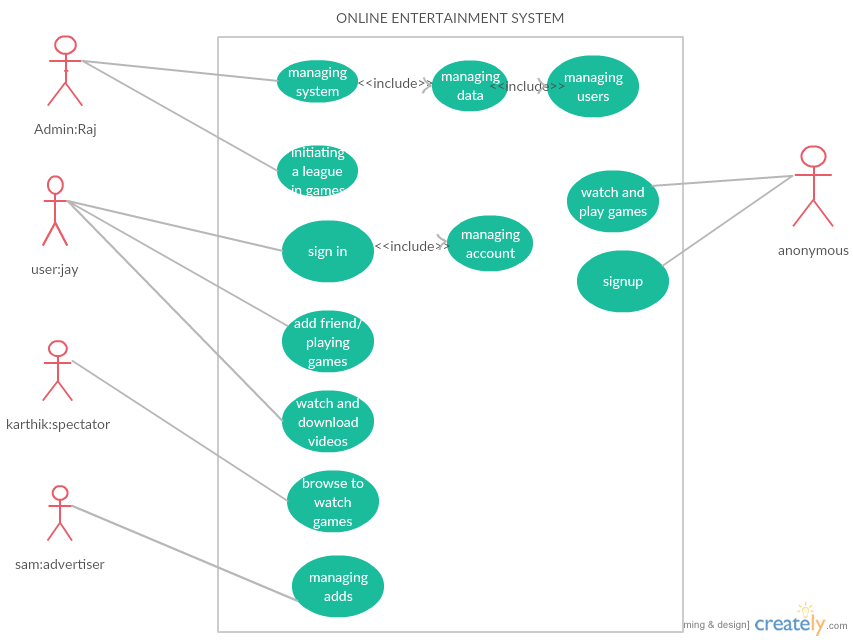 ONLINE ENTERTAINMENT SYSTEM
Admin:Raj
managing
system
<<include>>
managing
data
<<include>>
managing
users
initiating
a league
in games
user:jay
sign in
<<include>>
managing
account
watch and
play games
signup
anonymous
add friend/
playing
games
watch and
download
videos
karthik:spectator
browse to
watch
games
sam:advertiser
managing
adds
ming & design]
creately.com